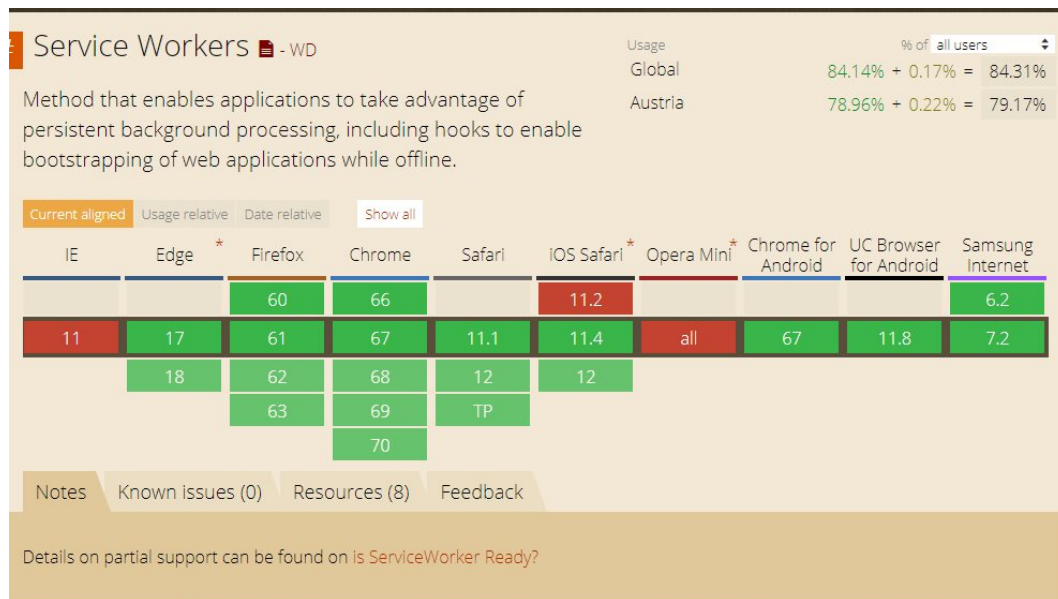 Service Workers - WD
Usage % of all users
Global 84.14% + 0.17% = 84.31%
Austria 78.96% + 0.22% = 79.17%
Method that enables applications to take advantage of
persistent background processing, including hooks to enable
bootstrapping of web applications while offline.
Current aligned Usage relative Date relative Show all
IE Edge * Firefox Chrome Safari iOS Safari * Opera Mini * Chrome for Android UC Browser for Android Samsung Internet
60 66 11.2 6.2
11 17 61 67 11.1 11.4 all 67 11.8 7.2
18 62 68 12 12
63 69 TP
70
Notes Known issues (0) Resources (8) Feedback
Details on partial support can be found on is ServiceWorker Ready?